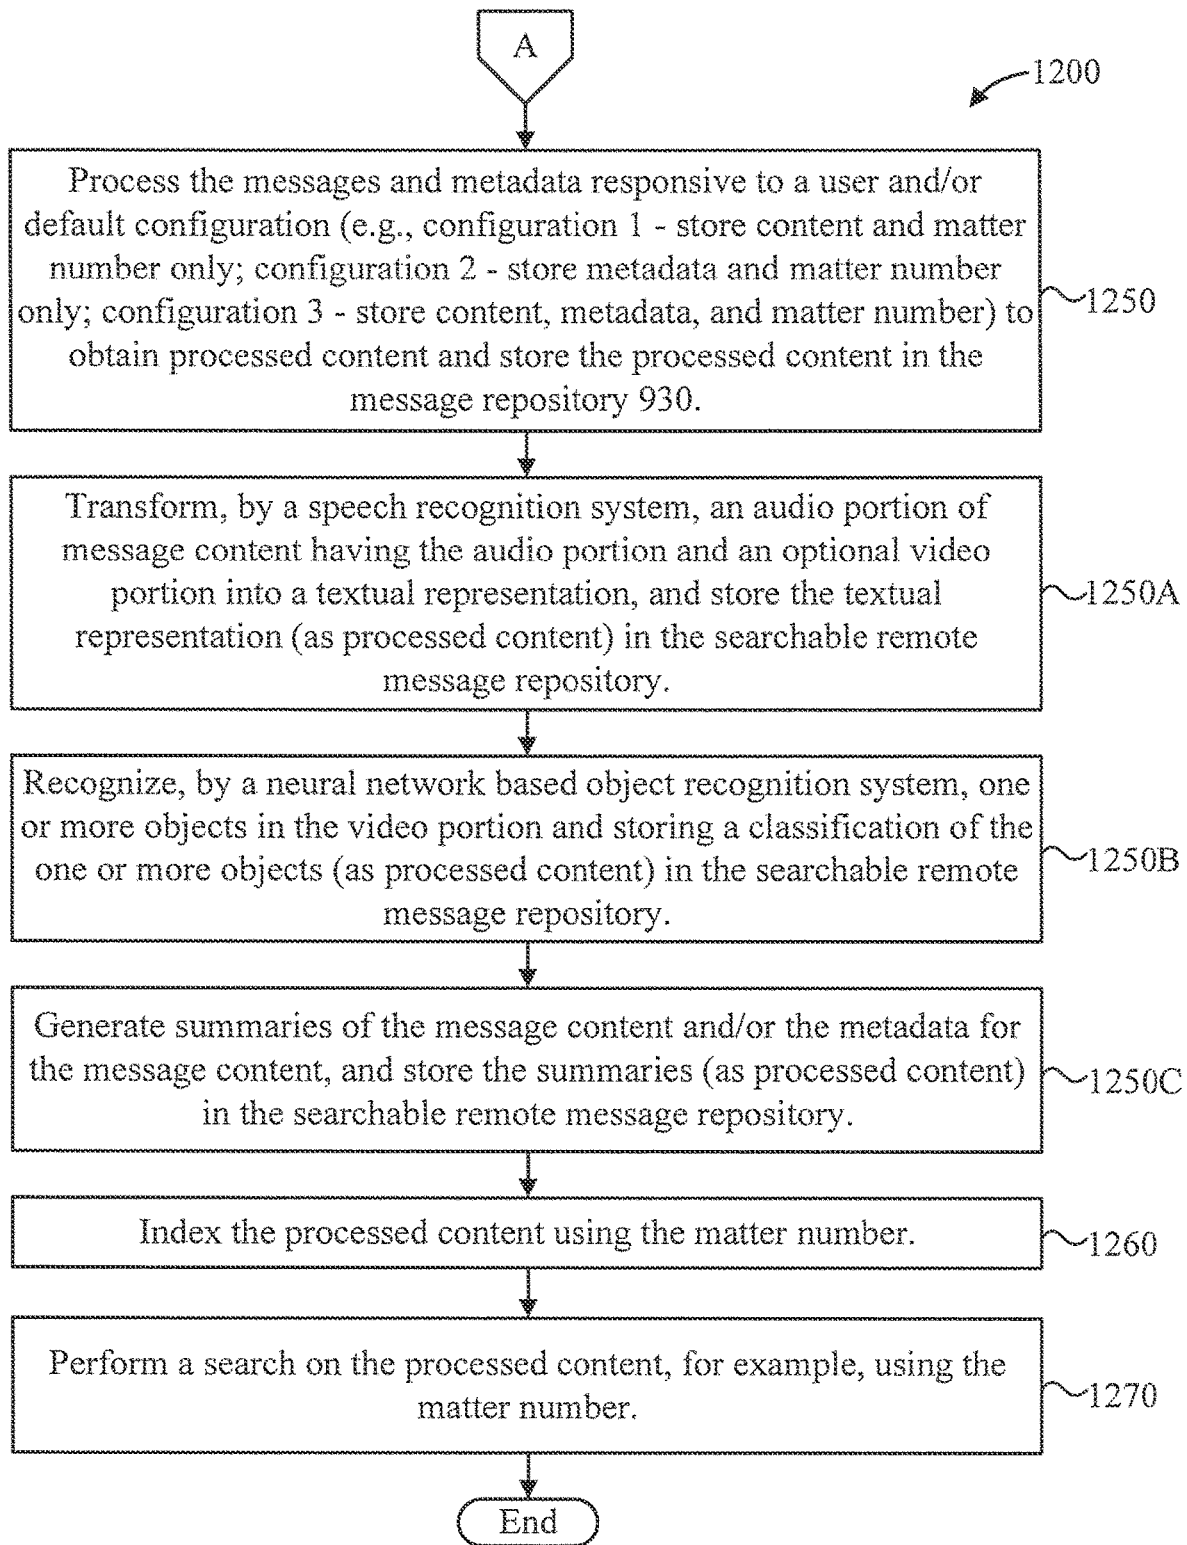 A
1200
Process the messages and metadata responsive to a user and/or
default configuration (e.g., configuration 1 - store content and matter
number only; configuration 2 - store metadata and matter number
only; configuration 3 - store content, metadata, and matter number) to
obtain processed content and store the processed content in the
message repository 930.
1250
Transform, by a speech recognition system, an audio portion of
message content having the audio portion and an optional video
portion into a textual representation, and store the textual
representation (as processed content) in the searchable remote
message repository.
1250A
Recognize, by a neural network based object recognition system, one
or more objects in the video portion and storing a classification of the
one or more objects (as processed content) in the searchable remote
message repository.
1250B
Generate summaries of the message content and/or the metadata for
the message content, and store the summaries (as processed content)
in the searchable remote message repository.
1250C
Index the processed content using the matter number.
1260
Perform a search on the processed content, for example, using the
matter number.
1270
End